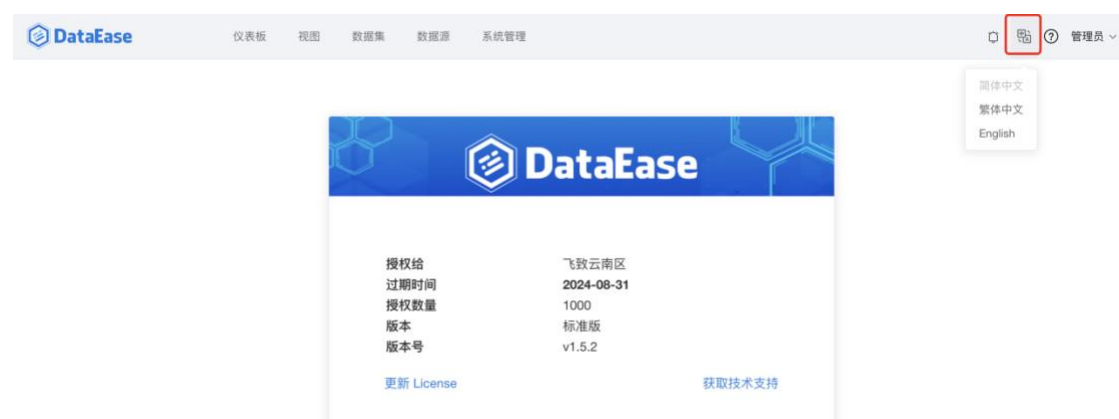 DataEase 仪表板 视图 数据集 数据源 系统管理 管理员
简体中文
繁体中文
English
DataEase
授权给 飞致云南区
过期时间 2024-08-31
授权数量 1000
版本 标准版
版本号 v1.5.2
更新 License 获取技术支持